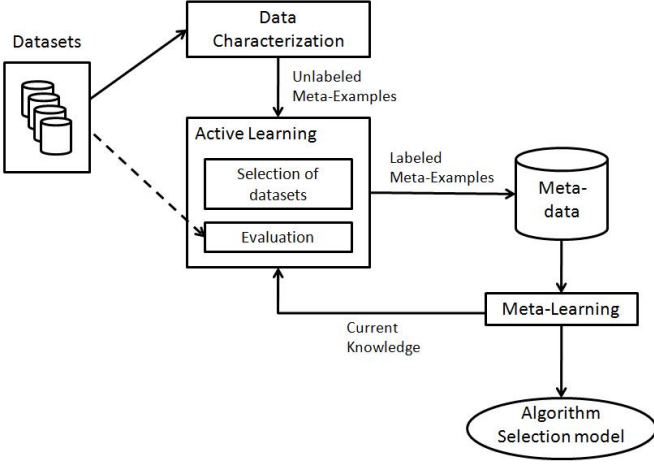 Datasets
Data
Characterization
Unlabeled
Meta-Examples
Active Learning
Selection of
datasets
Evaluation
Labeled
Meta-Examples
Meta-
data
Meta-Learning
Current
Knowledge
Algorithm
Selection model